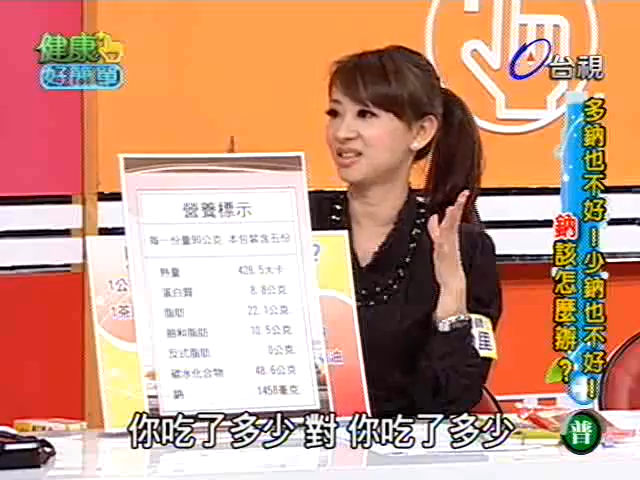 健康
好簡單
台視
多鈉也不好！少鈉也不好！
鈉該怎麼辦？
營養標示
每一份量90公克 本包裝含五份
熱量 428.5大卡
蛋白質 8.8公克
脂肪 22.1公克
飽和脂肪 10.5公克
反式脂肪 0公克
碳水化合物 48.6公克
鈉 1458毫克
？
1公
1茶
油
你吃了多少 對 你吃了多少
普